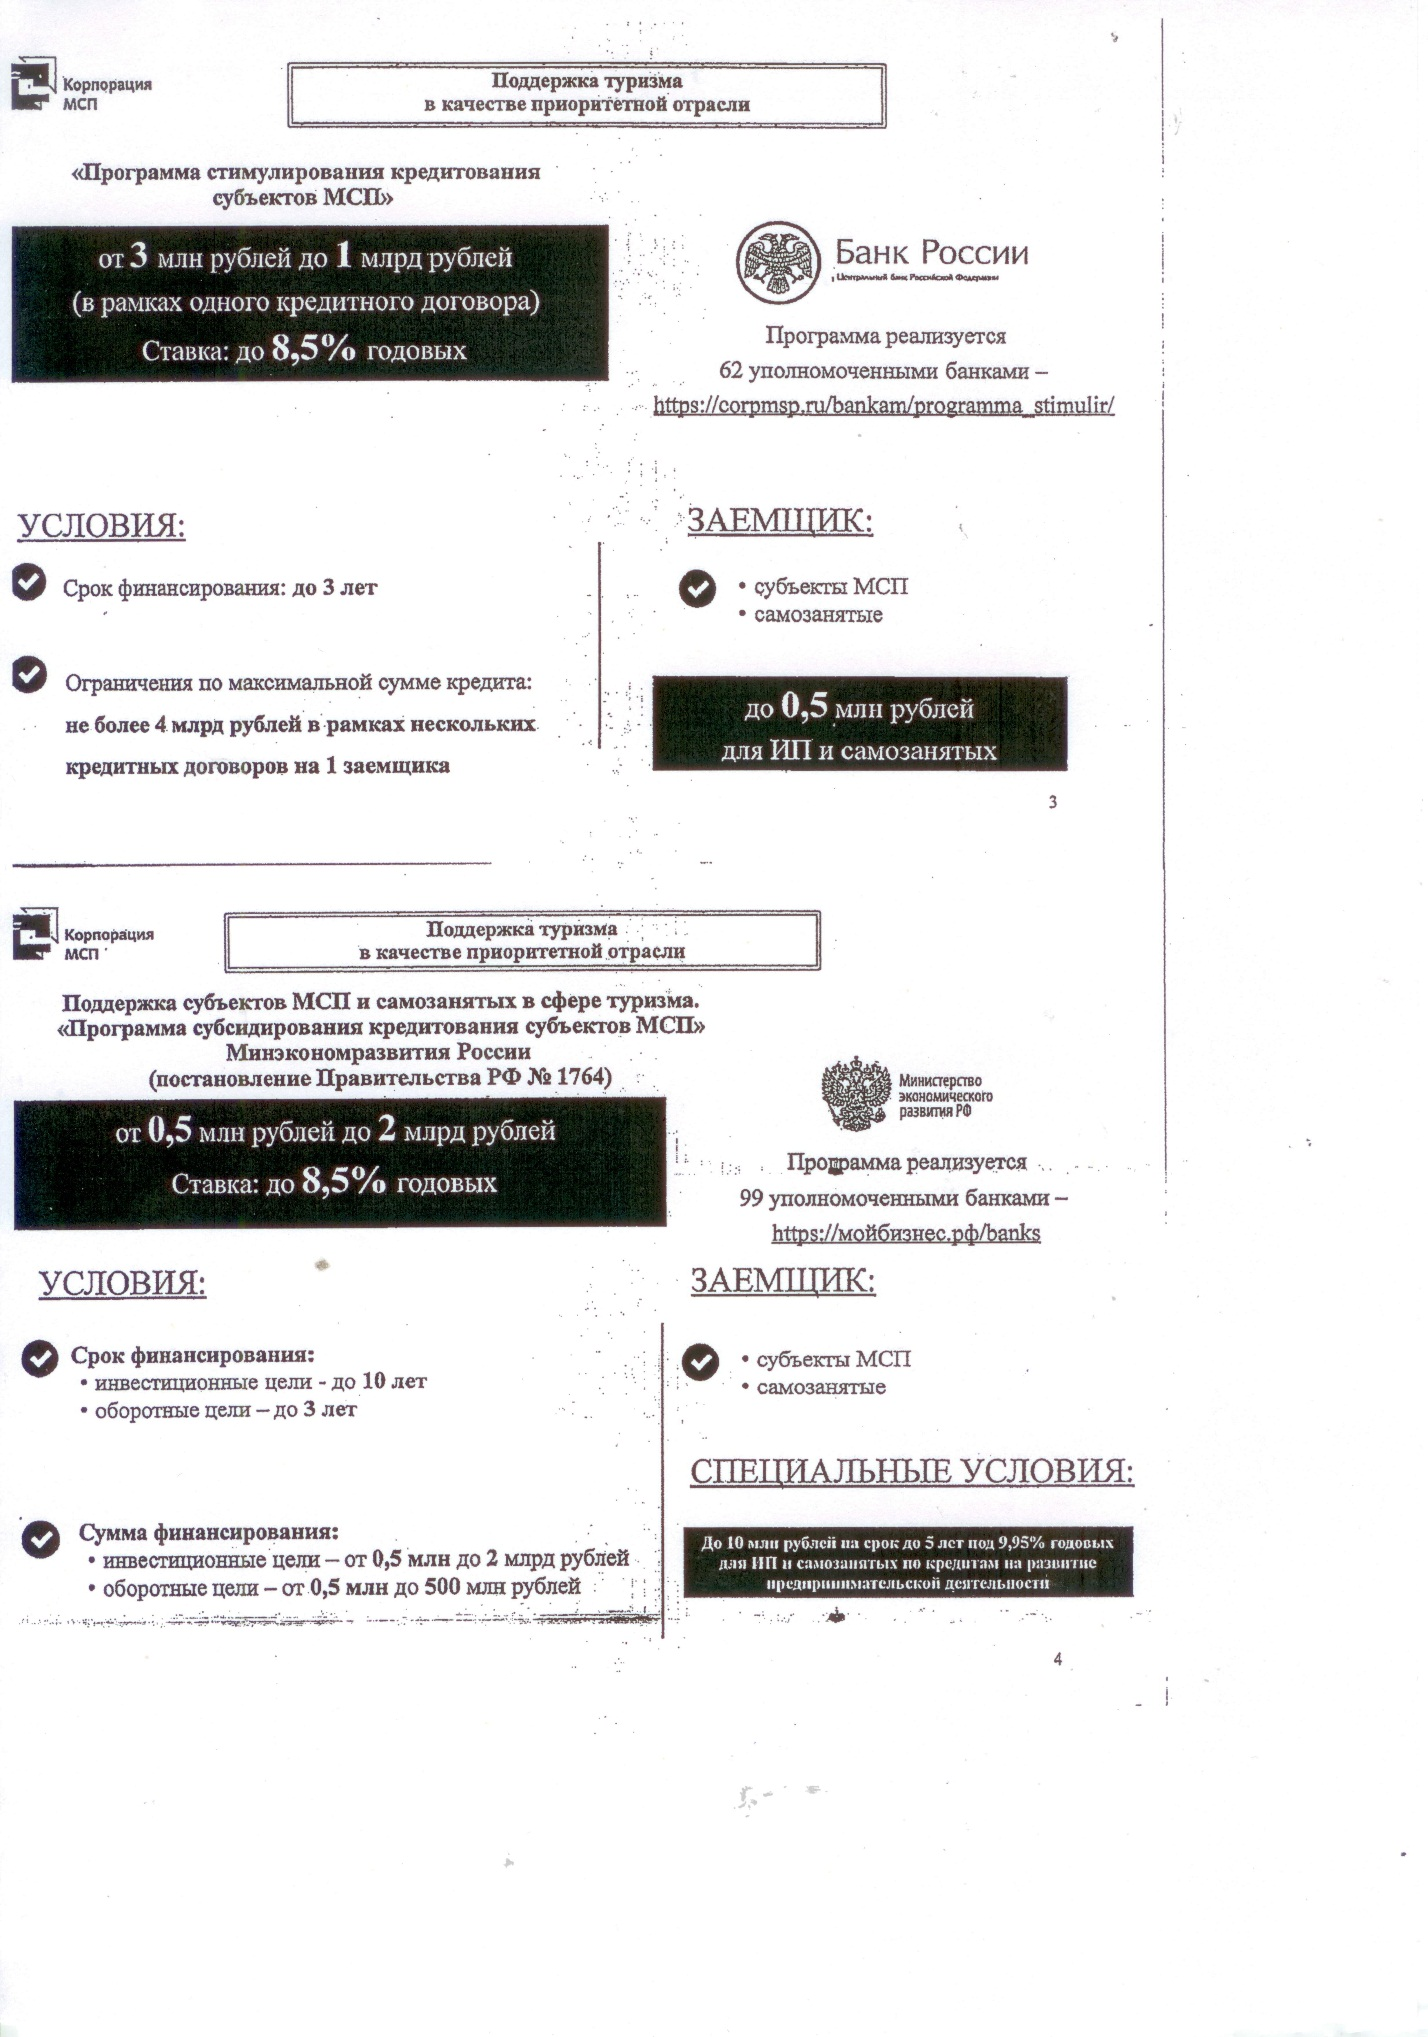 Корпорация
МСП
Поддержка туризма
в качестве приоритетной отрасли
«Программа стимулирования кредитования
субъектов МСП»
от 3 млн рублей до 1 млрд рублей
(в рамках одного кредитного договора)
Ставка: до 8,5% годовых
Банк России
Центральный банк Российской Федерации
Программа реализуется
62 уполномоченными банками –
https://corpmsp.ru/bankam/programma_stimulir/
УСЛОВИЯ:
Срок финансирования: до 3 лет
Ограничения по максимальной сумме кредита:
не более 4 млрд рублей в рамках нескольких
кредитных договоров на 1 заемщика
ЗАЕМЩИК:
• субъекты МСП
• самозанятые
до 0,5 млн рублей
для ИП и самозанятых
3
Корпорация
МСП
Поддержка туризма
в качестве приоритетной отрасли
Поддержка субъектов МСП и самозанятых в сфере туризма.
«Программа субсидирования кредитования субъектов МСП»
Минэкономразвития России
(постановление Правительства РФ № 1764)
от 0,5 млн рублей до 2 млрд рублей
Ставка: до 8,5% годовых
Министерство
экономического
развития РФ
Программа реализуется
99 уполномоченными банками –
https://мойбизнес.рф/banks
УСЛОВИЯ:
Срок финансирования:
• инвестиционные цели - до 10 лет
• оборотные цели – до 3 лет
Сумма финансирования:
• инвестиционные цели – от 0,5 млн до 2 млрд рублей
• оборотные цели – от 0,5 млн до 500 млн рублей
ЗАЕМЩИК:
• субъекты МСП
• самозанятые
СПЕЦИАЛЬНЫЕ УСЛОВИЯ:
До 10 млн рублей на срок до 5 лет под 9,95% годовых
для ИП и самозанятых по кредитам на развитие
предпринимательской деятельности
4